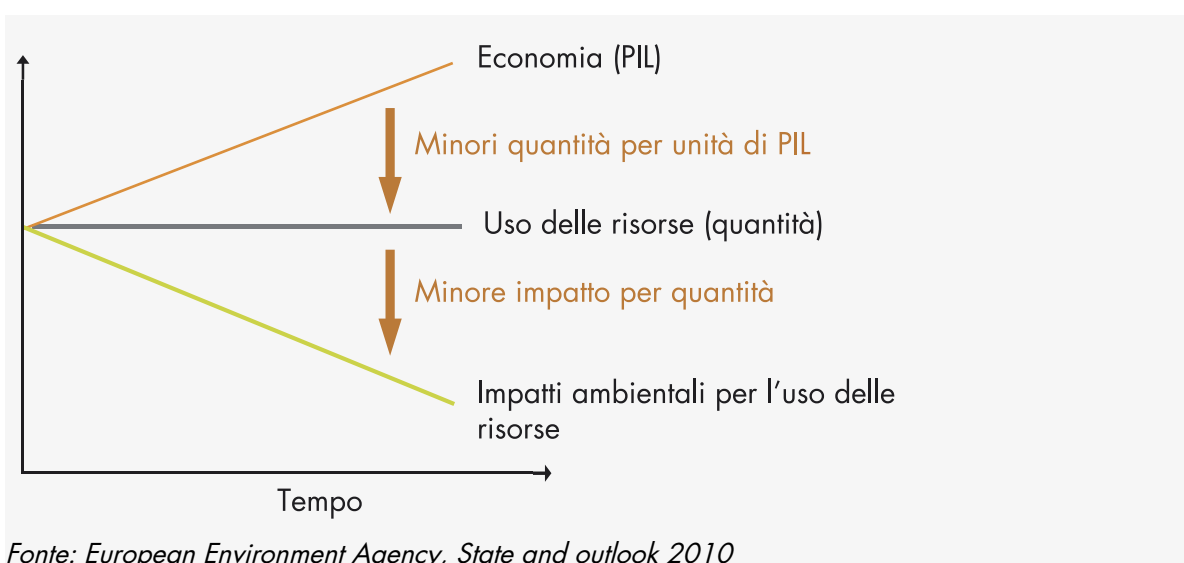 Economia (PIL)
Minori quantità per unità di PIL
Uso delle risorse (quantità)
Minore impatto per quantità
Impatti ambientali per l'uso delle
risorse
Tempo
Fonte: European Environment Agency, State and outlook 2010